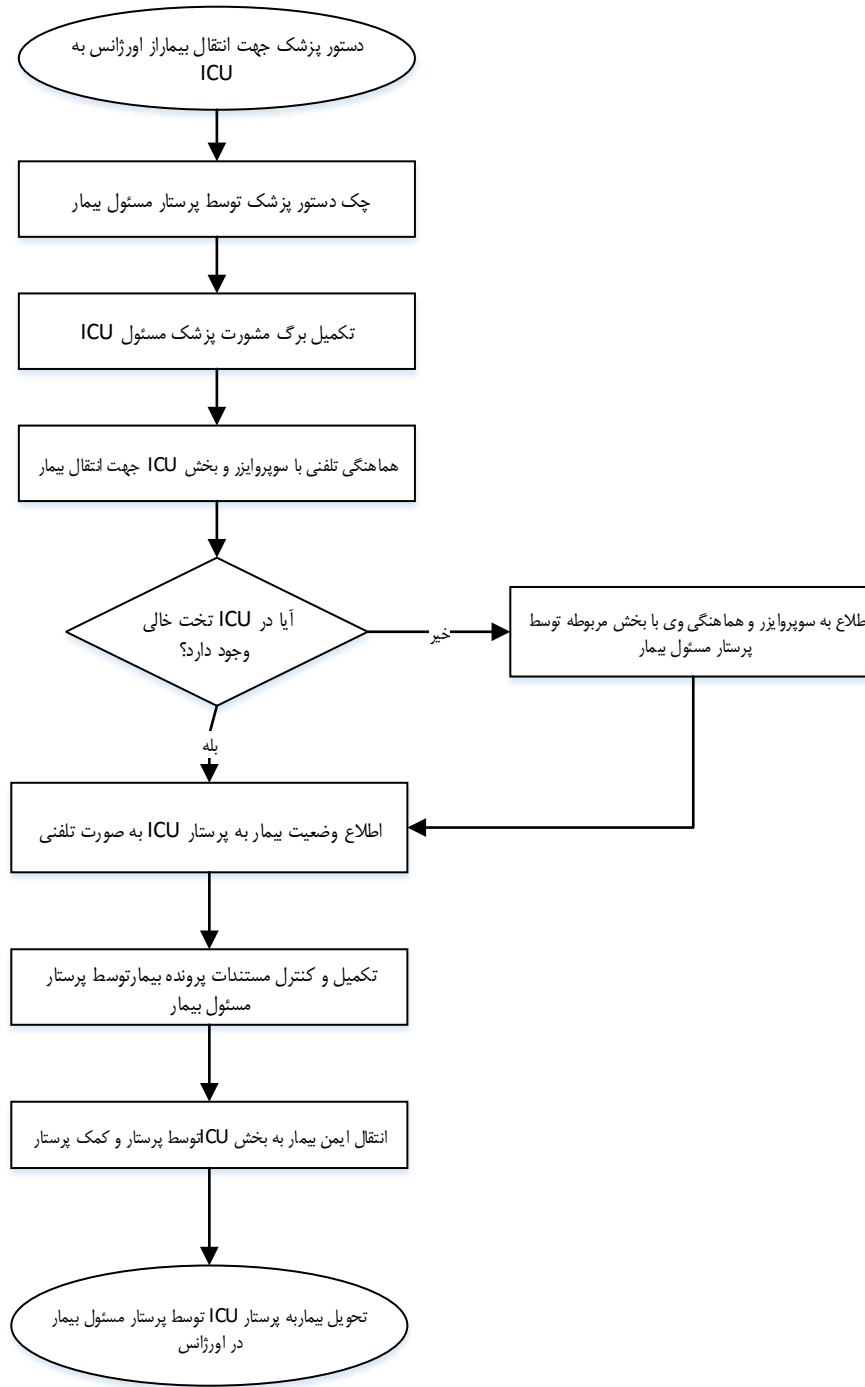 دستور پزشک جهت انتقال بیماراز اورژانس به
ICU
چک دستور پزشک توسط پرستار مسئول بیمار
تکمیل برگ مشورت پزشک مسئول ICU
هماهنگی تلفنی با سوپروایزر و بخش ICU جهت انتقال بیمار
آیا در ICU تخت خالی
وجود دارد؟
خیر
طلاع به سوپروایزر و هماهنگی وی با بخش مربوطه توسط
پرستار مسئول بیمار
بله
اطلاع وضعیت بیمار به پرستار ICU به صورت تلفنی
تکمیل و کنترل مستندات پرونده بیمارتوسط پرستار
مسئول بیمار
انتقال ایمن بیمار به بخش ICUتوسط پرستار و کمک پرستار
تحویل بیماربه پرستار ICU توسط پرستار مسئول بیمار
در اورژانس